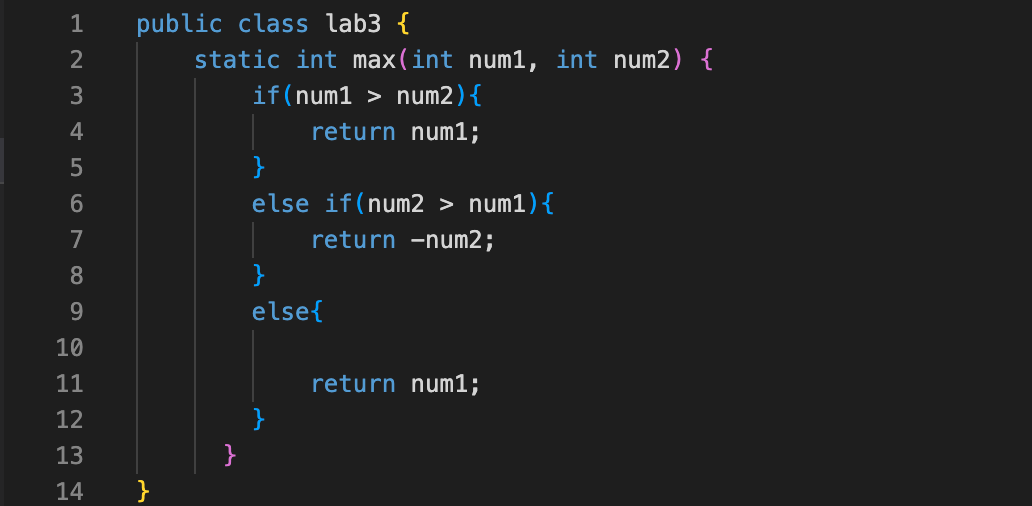 1 public class lab3 {
2 static int max(int num1, int num2) {
3 if(num1 > num2){
4 return num1;
5 }
6 else if(num2 > num1){
7 return -num2;
8 }
9 else{
10
11 return num1;
12 }
13 }
14 }